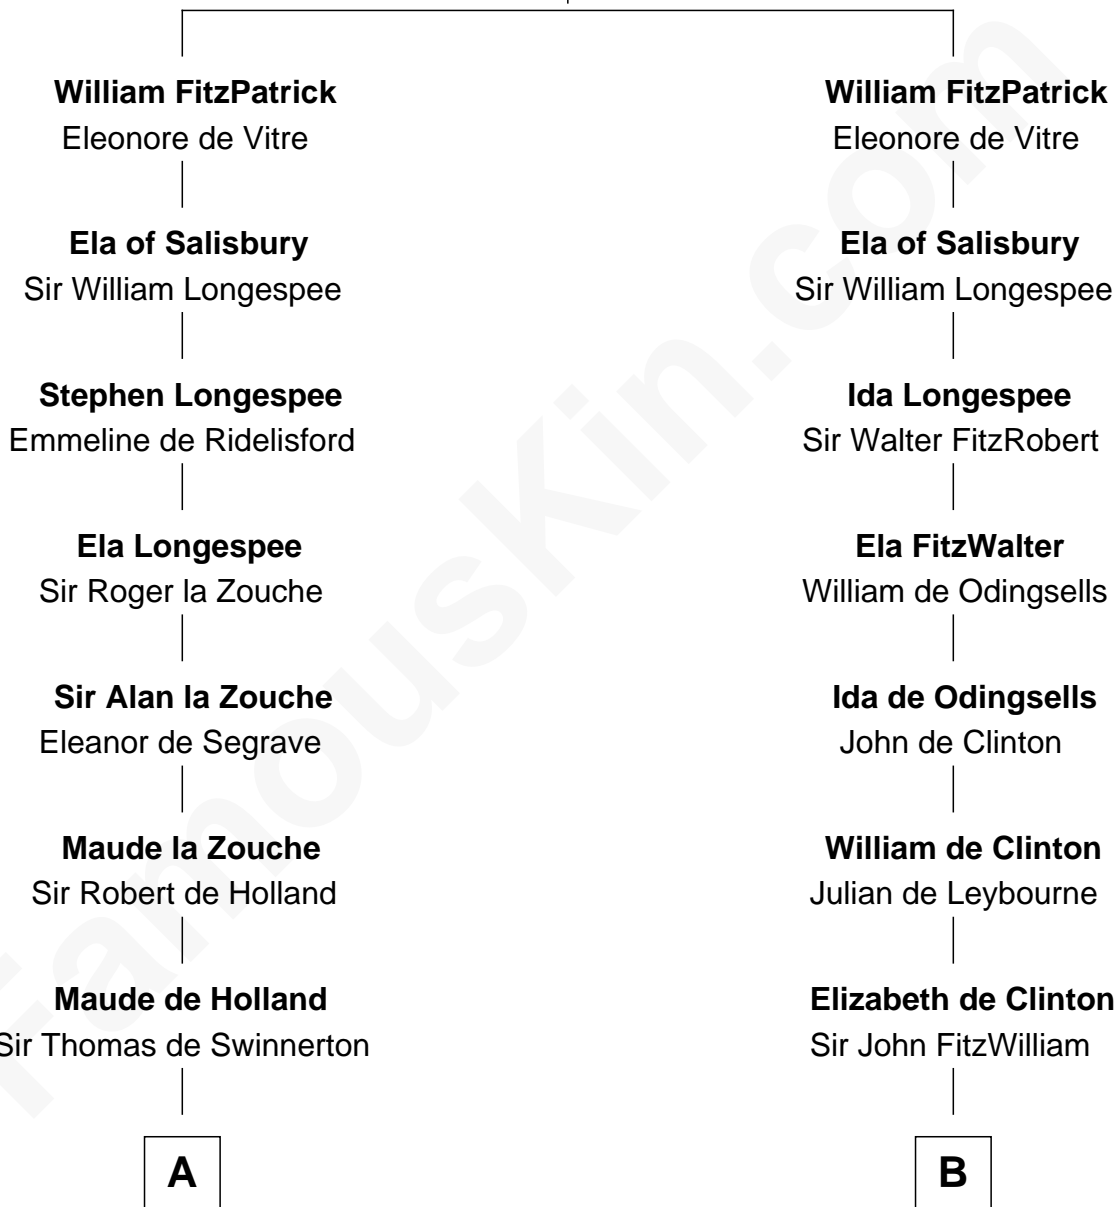 William FitzPatrick
Eleonore de Vitre
Ela of Salisbury
Sir William Longespee
Stephen Longespee
Emmeline de Ridelisford
Ela Longespee
Sir Roger la Zouche
Sir Alan la Zouche
Eleanor de Segrave
Maude la Zouche
Sir Robert de Holland
Maude de Holland
Sir Thomas de Swinnerton
A
William FitzPatrick
Eleonore de Vitre
Ela of Salisbury
Sir William Longespee
Ida Longespee
Sir Walter FitzRobert
Ela FitzWalter
William de Odingsells
Ida de Odingsells
John de Clinton
William de Clinton
Julian de Leybourne
Elizabeth de Clinton
Sir John FitzWilliam
B
FamousKin.com